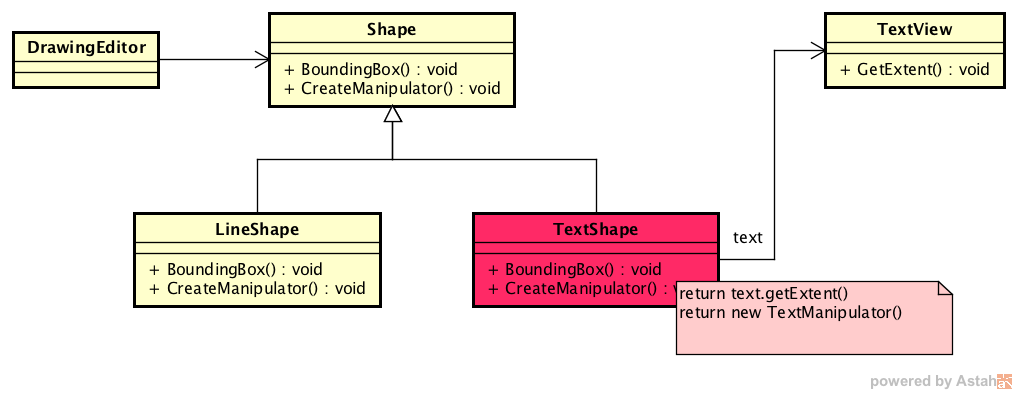 DrawingEditor
Shape
+ BoundingBox() : void
+ CreateManipulator() : void
TextView
+ GetExtent() : void
LineShape
+ BoundingBox() : void
+ CreateManipulator() : void
TextShape
+ BoundingBox() : void
+ CreateManipulator() :
text
return text.getExtent()
return new TextManipulator()
powered by Astah